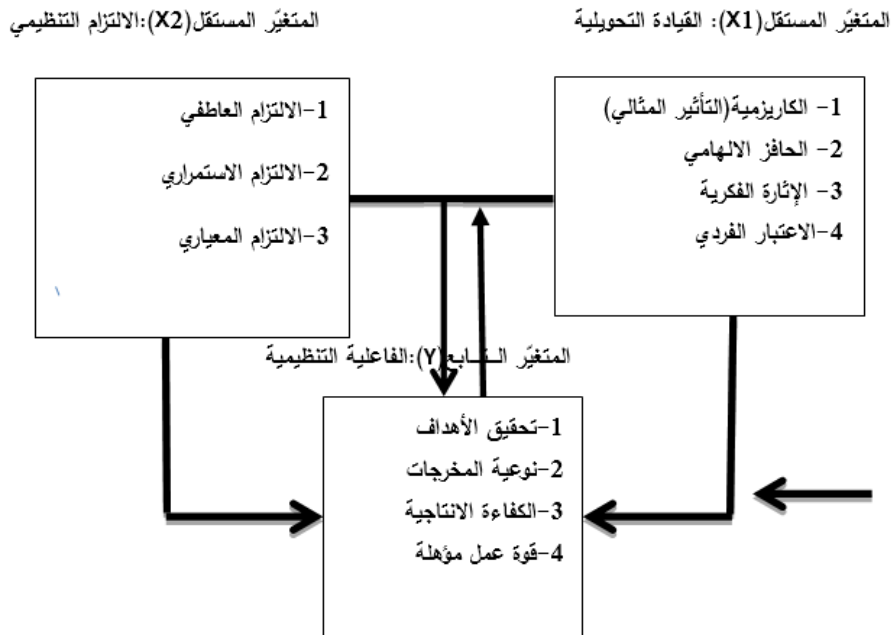 المتغيّر المستقل(X1): القيادة التحويلية
المتغيّر المستقل(X2):الالتزام التنظيمي
1- الكاريزمية(التأثير المثالي)
2- الحافز الالهامي
3- الإثارة الفكرية
4-الاعتبار الفردي
1-الالتزام العاطفي
2-الالتزام الاستمراري
3-الالتزام المعياري
المتغيّر التابع(Y):الفاعلية التنظيمية
1-تحقيق الأهداف
2-نوعية المخرجات
3-الكفاءة الانتاجية
4-قوة عمل مؤهلة